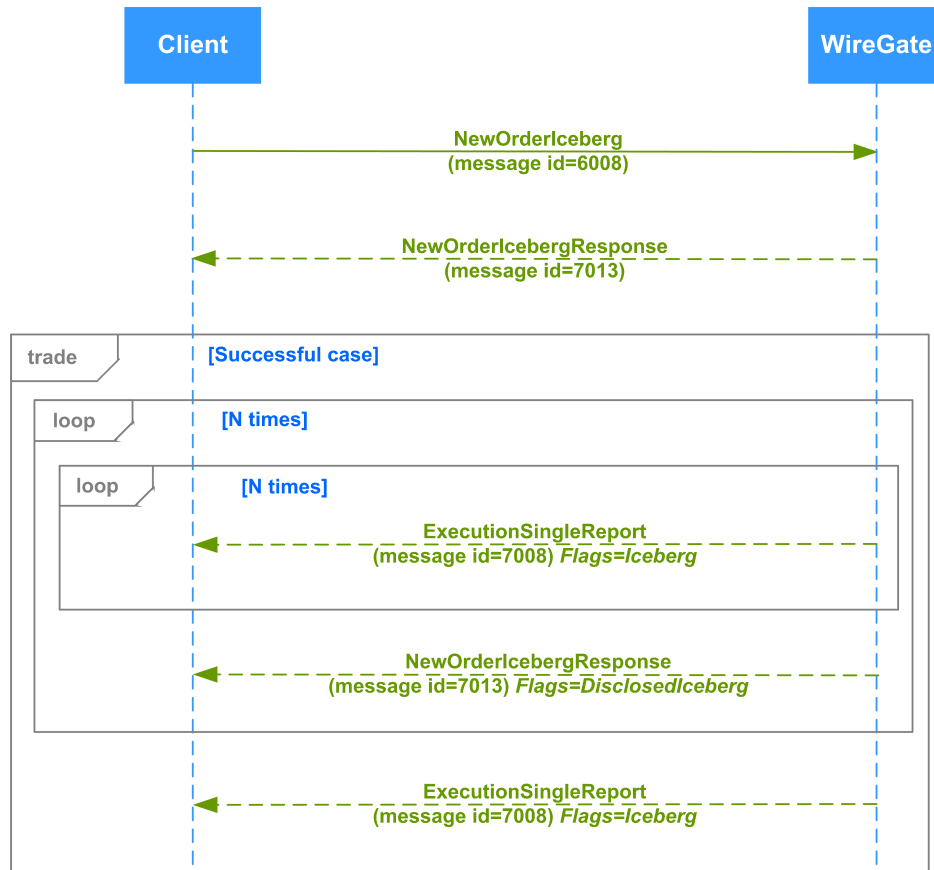 Client
WireGate
NewOrderIceberg
(message id=6008)
NewOrderIcebergResponse
(message id=7013)
trade
[Successful case]
loop
[N times]
loop
[N times]
ExecutionSingleReport
(message id=7008) Flags=Iceberg
NewOrderIcebergResponse
(message id=7013) Flags=DisclosedIceberg
ExecutionSingleReport
(message id=7008) Flags=Iceberg